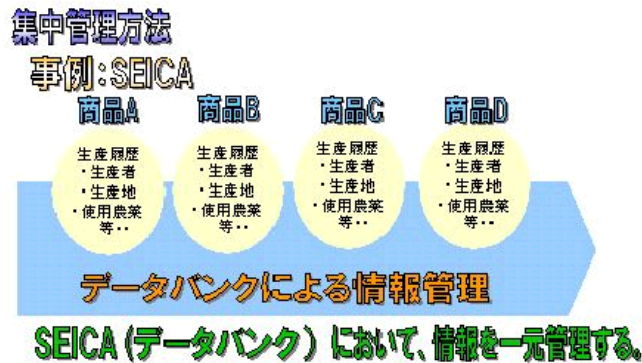 集中管理方法
事例:SEICA
商品A
生産履歴
・生産者
・生産地
・使用農薬
等・・
商品B
生産履歴
・生産者
・生産地
・使用農薬
等・・
商品C
生産履歴
・生産者
・生産地
・使用農薬
等・・
商品D
生産履歴
・生産者
・生産地
・使用農薬
等・・
データバンクによる情報管理
SEICA(データバンク)において、情報を一元管理する。